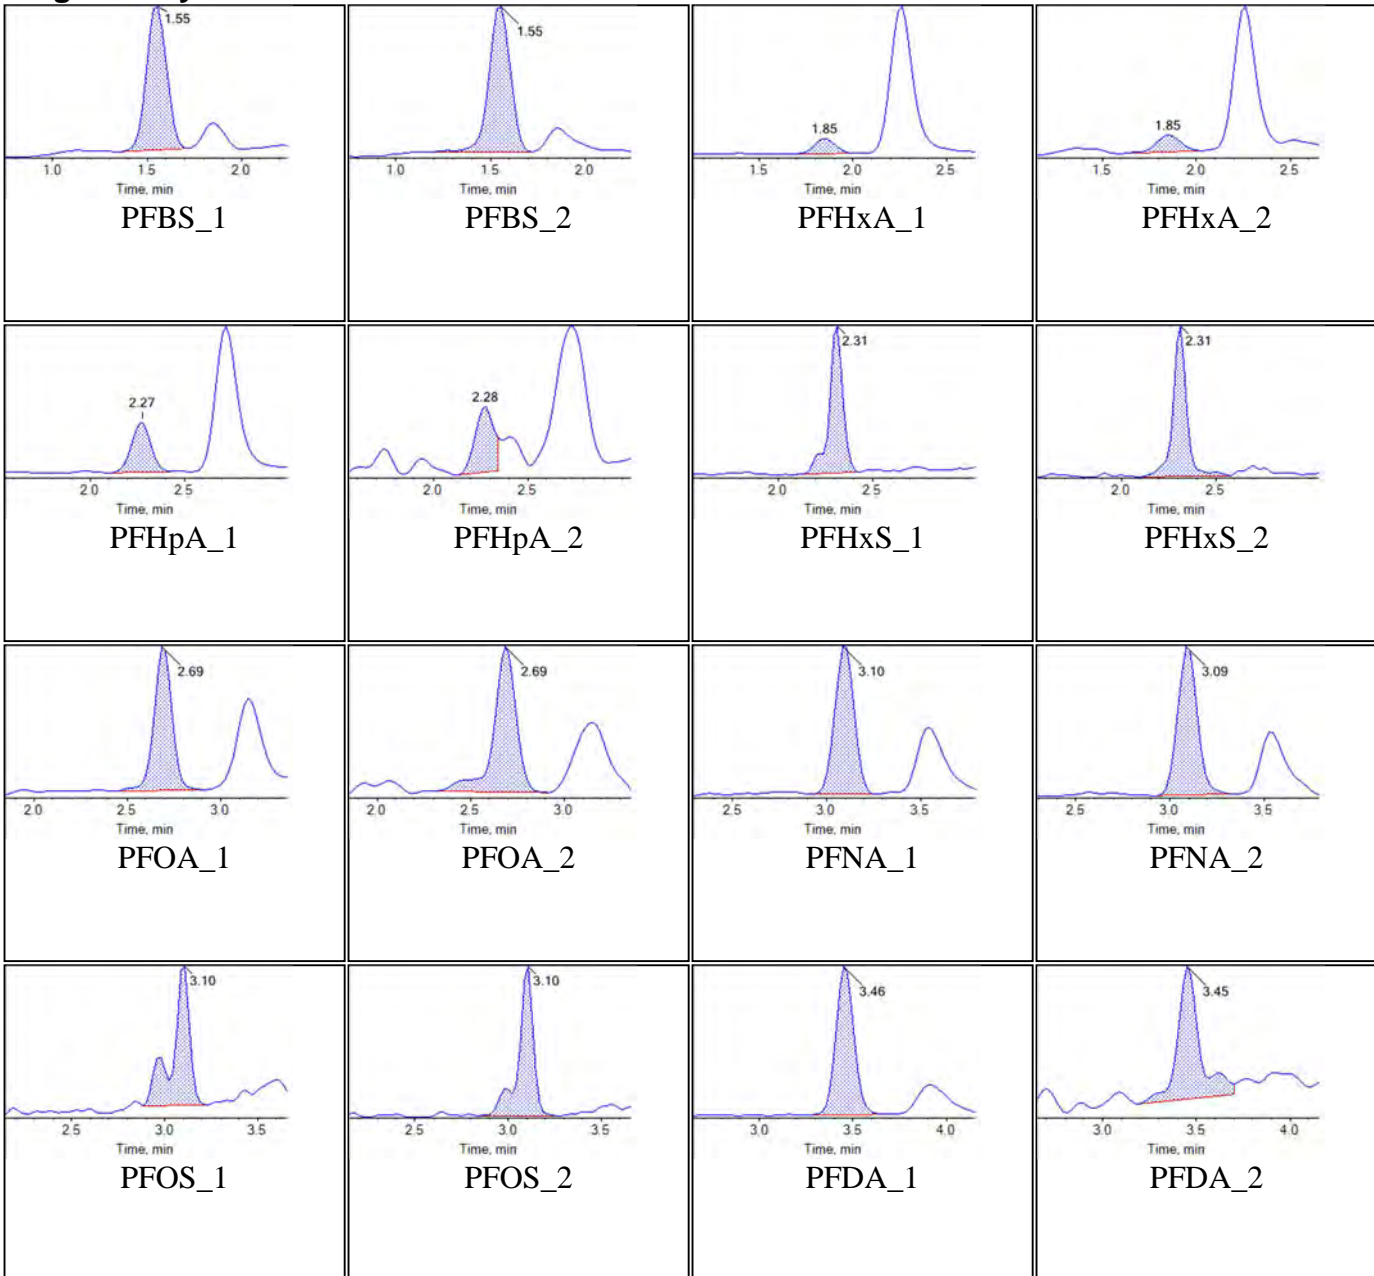 1.55
1.0 1.5 2.0
Time, min
PFBS_1
1.55
1.0 1.5 2.0
Time, min
PFBS_2
1.85
1.5 2.0 2.5
Time, min
PFHxA_1
1.85
1.5 2.0 2.5
Time, min
PFHxA_2
2.27
2.0 2.5
Time, min
PFHpA_1
2.28
2.0 2.5
Time, min
PFHpA_2
2.31
2.0 2.5
Time, min
PFHxS_1
2.31
2.0 2.5
Time, min
PFHxS_2
2.69
2.0 2.5 3.0
Time, min
PFOA_1
2.69
2.0 2.5 3.0
Time, min
PFOA_2
3.10
2.5 3.0 3.5
Time, min
PFNA_1
3.09
2.5 3.0 3.5
Time, min
PFNA_2
3.10
2.5 3.0 3.5
Time, min
PFOS_1
3.10
2.5 3.0 3.5
Time, min
PFOS_2
3.46
3.0 3.5 4.0
Time, min
PFDA_1
3.45
3.0 3.5 4.0
Time, min
PFDA_2